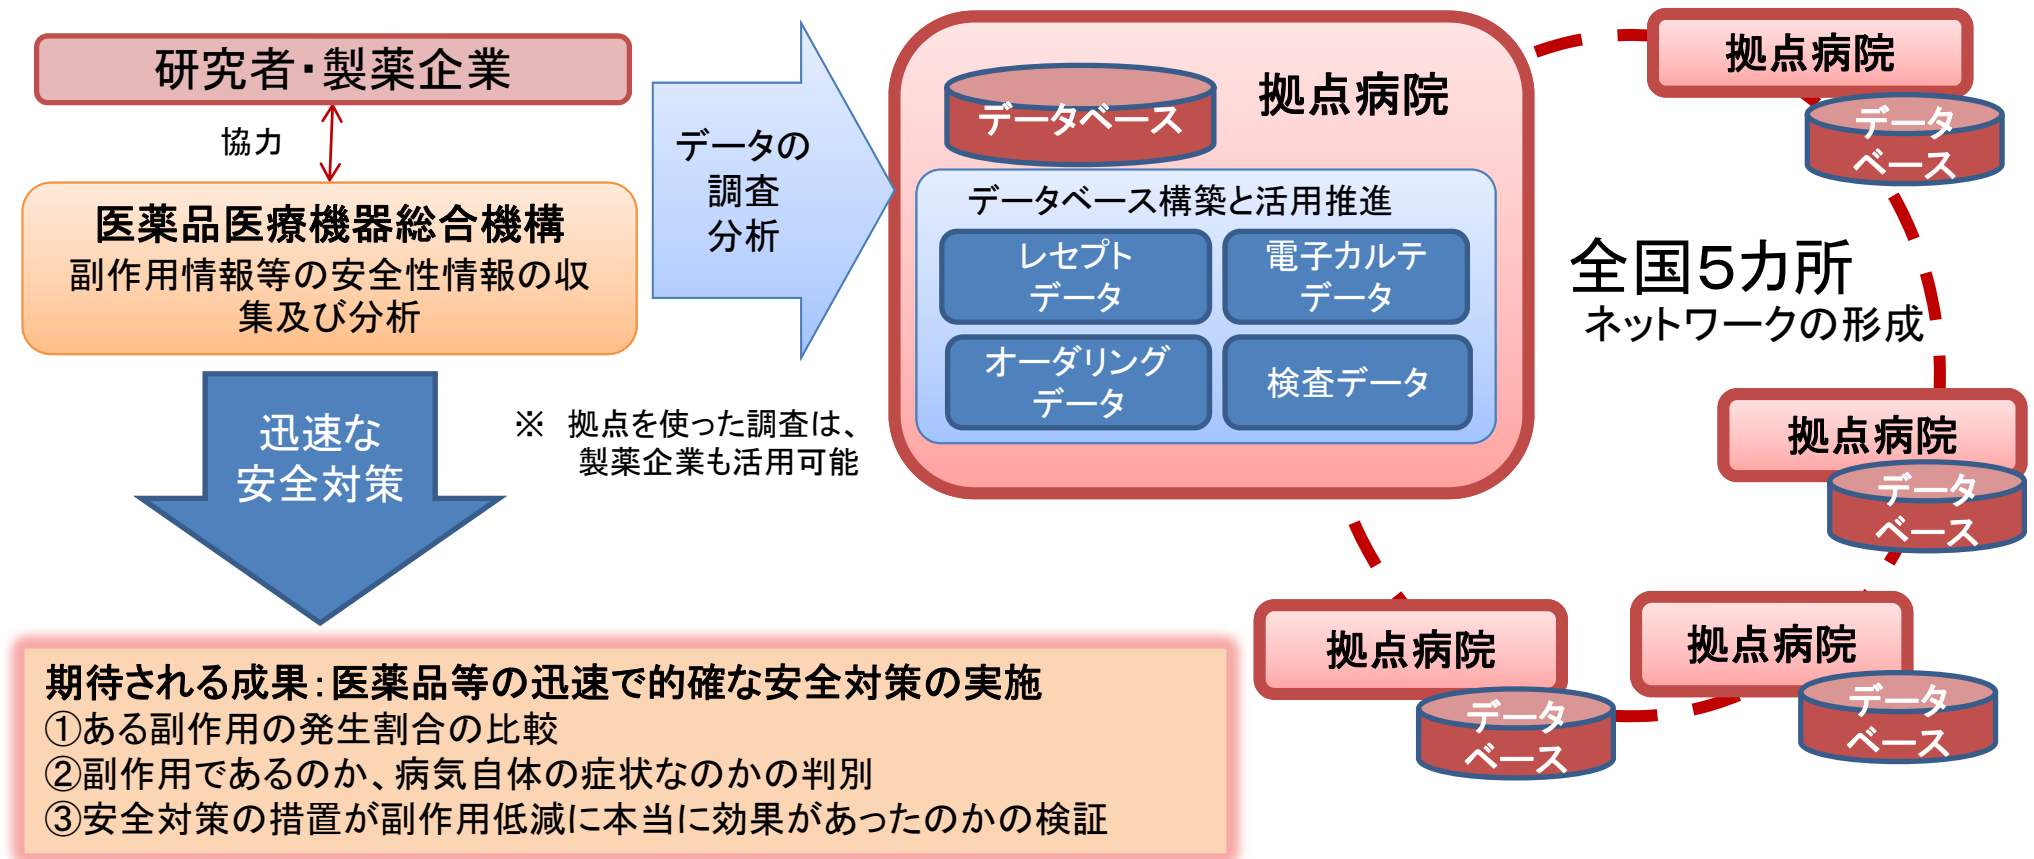 研究者・製薬企業
協力
医薬品医療機器総合機構
副作用情報等の安全性情報の収
集及び分析
データの
調査
分析
迅速な
安全対策
※　拠点を使った調査は、
製薬企業も活用可能
データベース
拠点病院
データベース構築と活用推進
レセプト
データ
電子カルテ
データ
オーダリング
データ
検査データ
拠点病院
データ
ベース
全国５カ所
ネットワークの形成
拠点病院
データ
ベース
拠点病院
データ
ベース
拠点病院
データ
ベース
期待される成果：医薬品等の迅速で的確な安全対策の実施
①ある副作用の発生割合の比較
②副作用であるのか、病気自体の症状なのかの判別
③安全対策の措置が副作用低減に本当に効果があったのかの検証